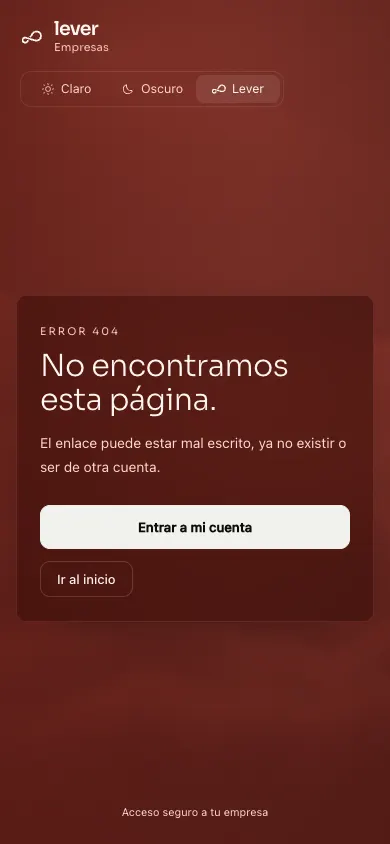 lever
Empresas
Claro
Oscuro
Lever
ERROR 404
No encontramos
esta página.
El enlace puede estar mal escrito, ya no existir o
ser de otra cuenta.
Entrar a mi cuenta
Ir al inicio
Acceso seguro a tu empresa